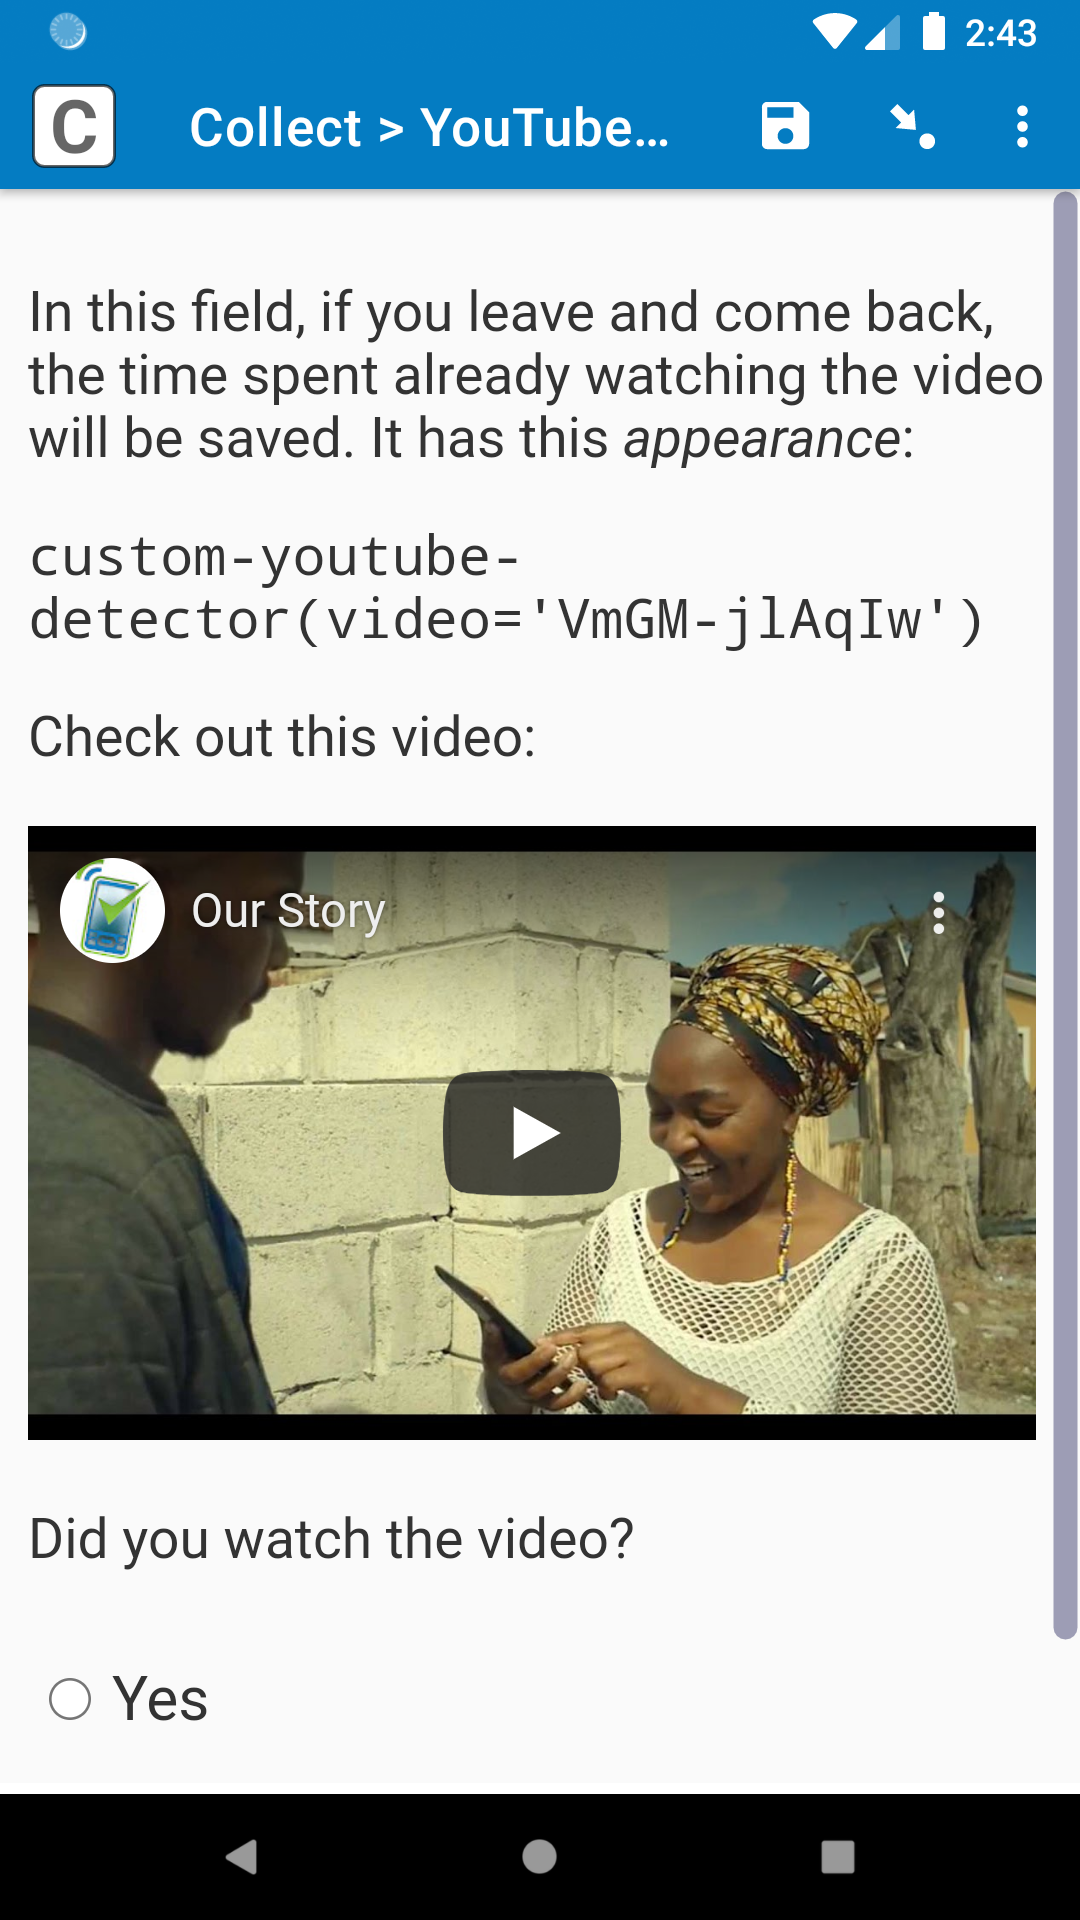 2:43
C
Collect > YouTube...
In this field, if you leave and come back,
the time spent already watching the video
will be saved. It has this appearance:
custom-youtube-
detector(video='VmGM-jlAqIw')
Check out this video:
Our Story
Did you watch the video?
Yes